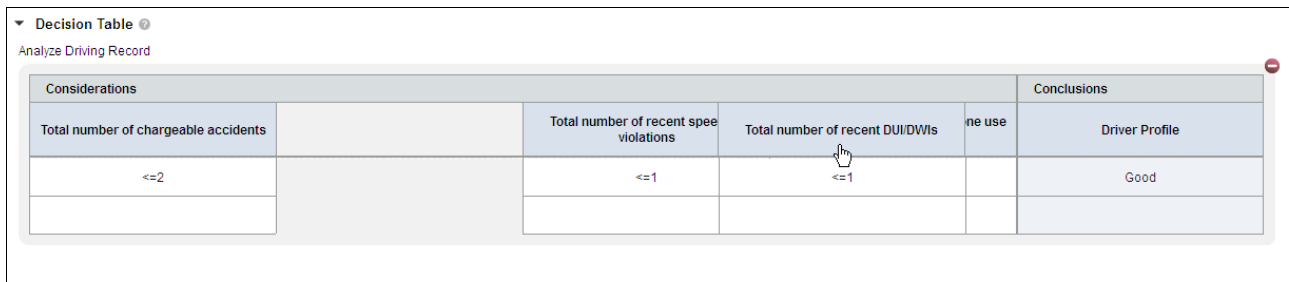 Decision Table
Analyze Driving Record
Considerations
Conclusions
Total number of chargeable accidents
Total number of recent spee
violations
Total number of recent DUI/DWIs
ne use
Driver Profile
<=2
<=1
<=1
Good